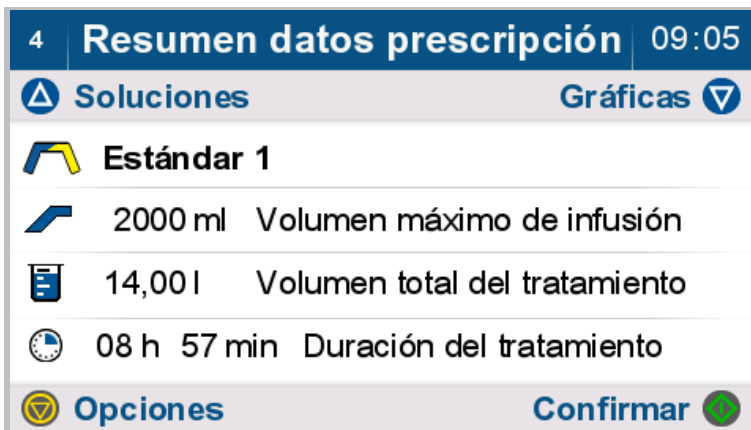 4 Resumen datos prescripción 09:05
Soluciones Gráficas
Estándar 1
2000 ml Volumen máximo de infusión
14,00 l Volumen total del tratamiento
08 h 57 min Duración del tratamiento
Opciones Confirmar